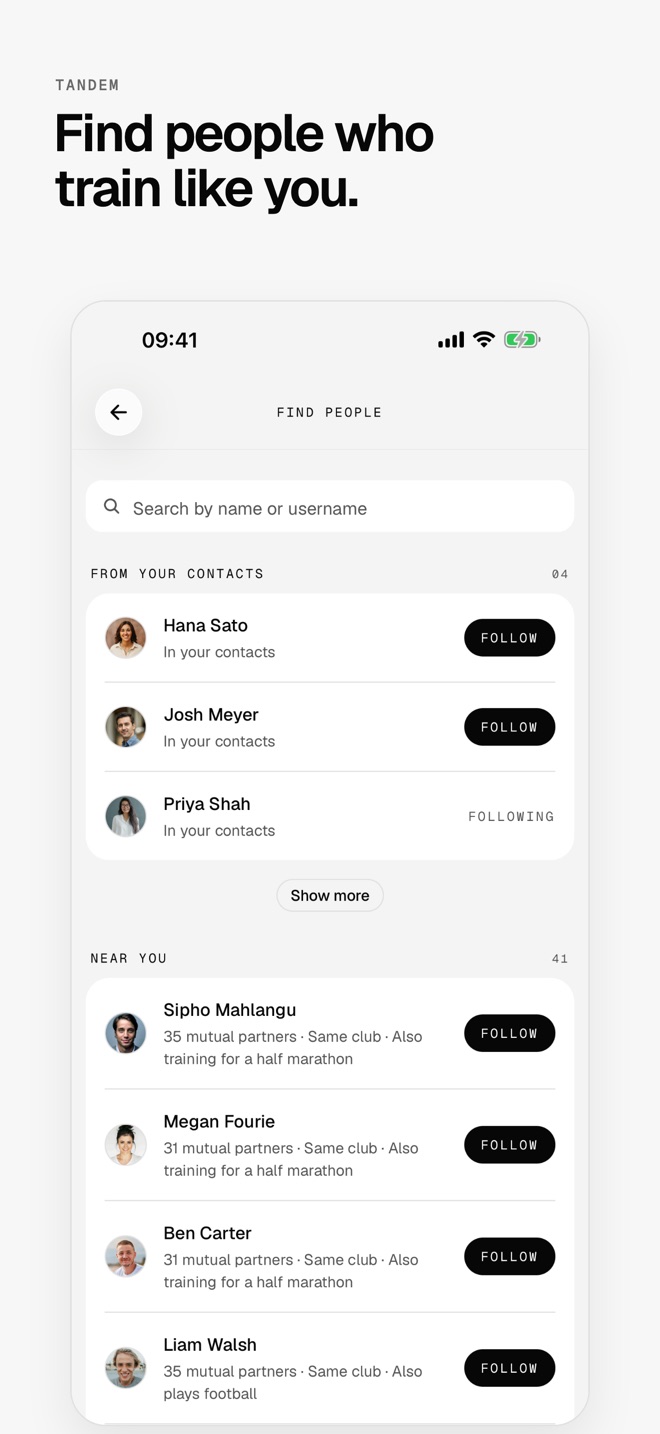 TANDEM
Find people who
train like you.
09:41
FIND PEOPLE
Search by name or username
FROM YOUR CONTACTS 04
Hana Sato
In your contacts
FOLLOW
Josh Meyer
In your contacts
FOLLOW
Priya Shah
In your contacts
FOLLOWING
Show more
NEAR YOU 41
Sipho Mahlangu
35 mutual partners · Same club · Also
training for a half marathon
FOLLOW
Megan Fourie
31 mutual partners · Same club · Also
training for a half marathon
FOLLOW
Ben Carter
31 mutual partners · Same club · Also
training for a half marathon
FOLLOW
Liam Walsh
35 mutual partners · Same club · Also
plays football
FOLLOW